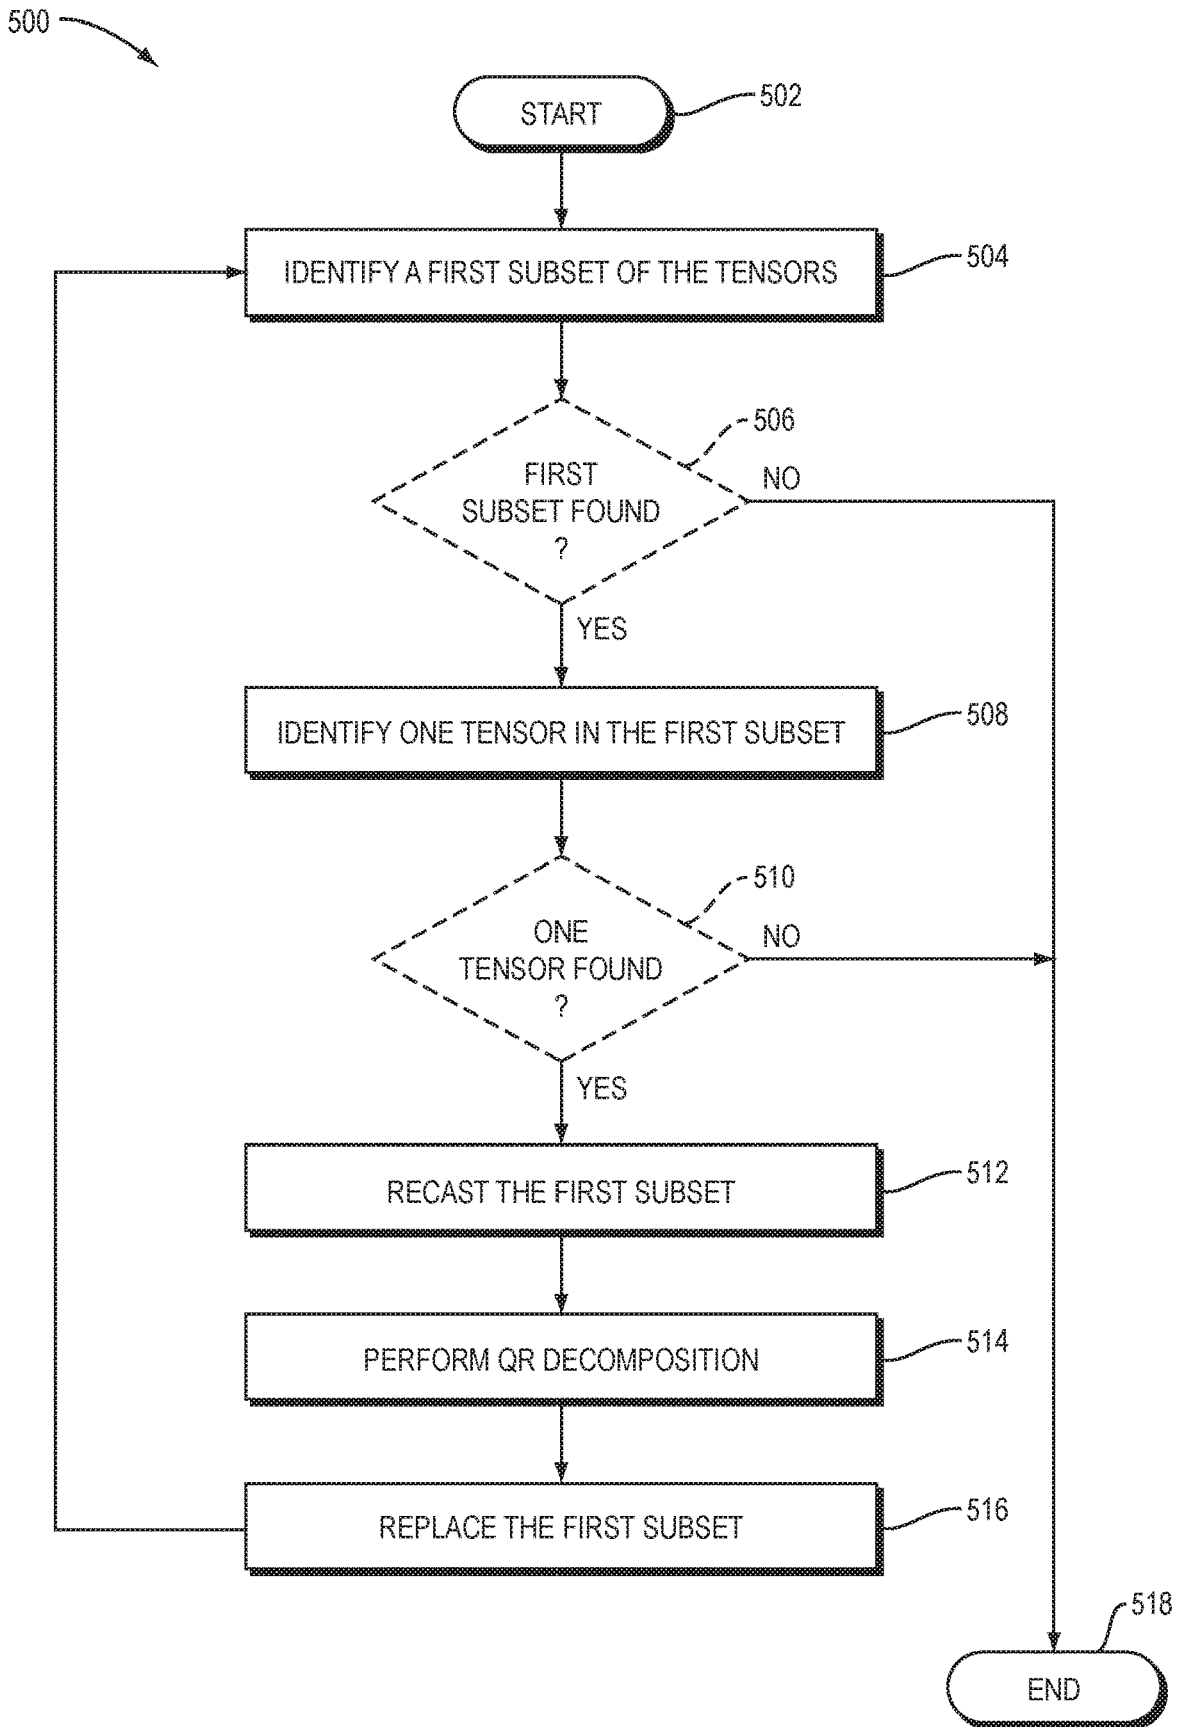 500
START
502
IDENTIFY A FIRST SUBSET OF THE TENSORS
504
506
FIRST
SUBSET FOUND
?
NO
YES
IDENTIFY ONE TENSOR IN THE FIRST SUBSET
508
510
ONE
TENSOR FOUND
?
NO
YES
RECAST THE FIRST SUBSET
512
PERFORM QR DECOMPOSITION
514
REPLACE THE FIRST SUBSET
516
518
END